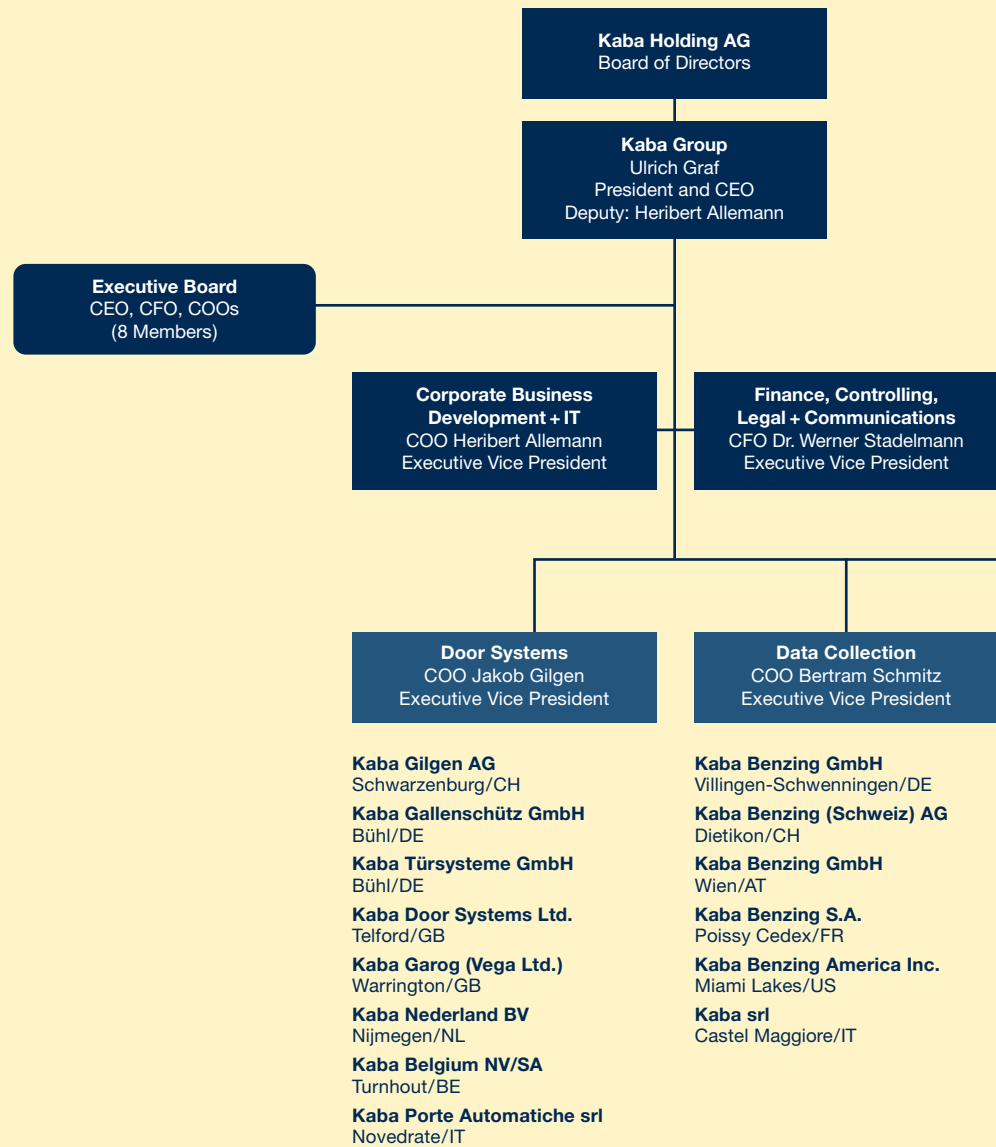 Kaba Holding AG
Board of Directors
Kaba Group
Ulrich Graf
President and CEO
Deputy: Heribert Allemann
Executive Board
CEO, CFO, COOs
(8 Members)
Corporate Business
Development + IT
COO Heribert Allemann
Executive Vice President
Finance, Controlling,
Legal + Communications
CFO Dr. Werner Stadelmann
Executive Vice President
Door Systems
COO Jakob Gilgen
Executive Vice President
Kaba Gilgen AG
Schwarzenburg/CH
Kaba Gallenschütz GmbH
Bühl/DE
Kaba Türsysteme GmbH
Bühl/DE
Kaba Door Systems Ltd.
Telford/GB
Kaba Garog (Vega Ltd.)
Warrington/GB
Kaba Nederland BV
Nijmegen/NL
Kaba Belgium NV/SA
Turnhout/BE
Kaba Porte Automatiche srl
Novedrate/IT
Data Collection
COO Bertram Schmitz
Executive Vice President
Kaba Benzing GmbH
Villingen-Schwenningen/DE
Kaba Benzing (Schweiz) AG
Dietikon/CH
Kaba Benzing GmbH
Wien/AT
Kaba Benzing S.A.
Poissy Cedex/FR
Kaba Benzing America Inc.
Miami Lakes/US
Kaba srl
Castel Maggiore/IT